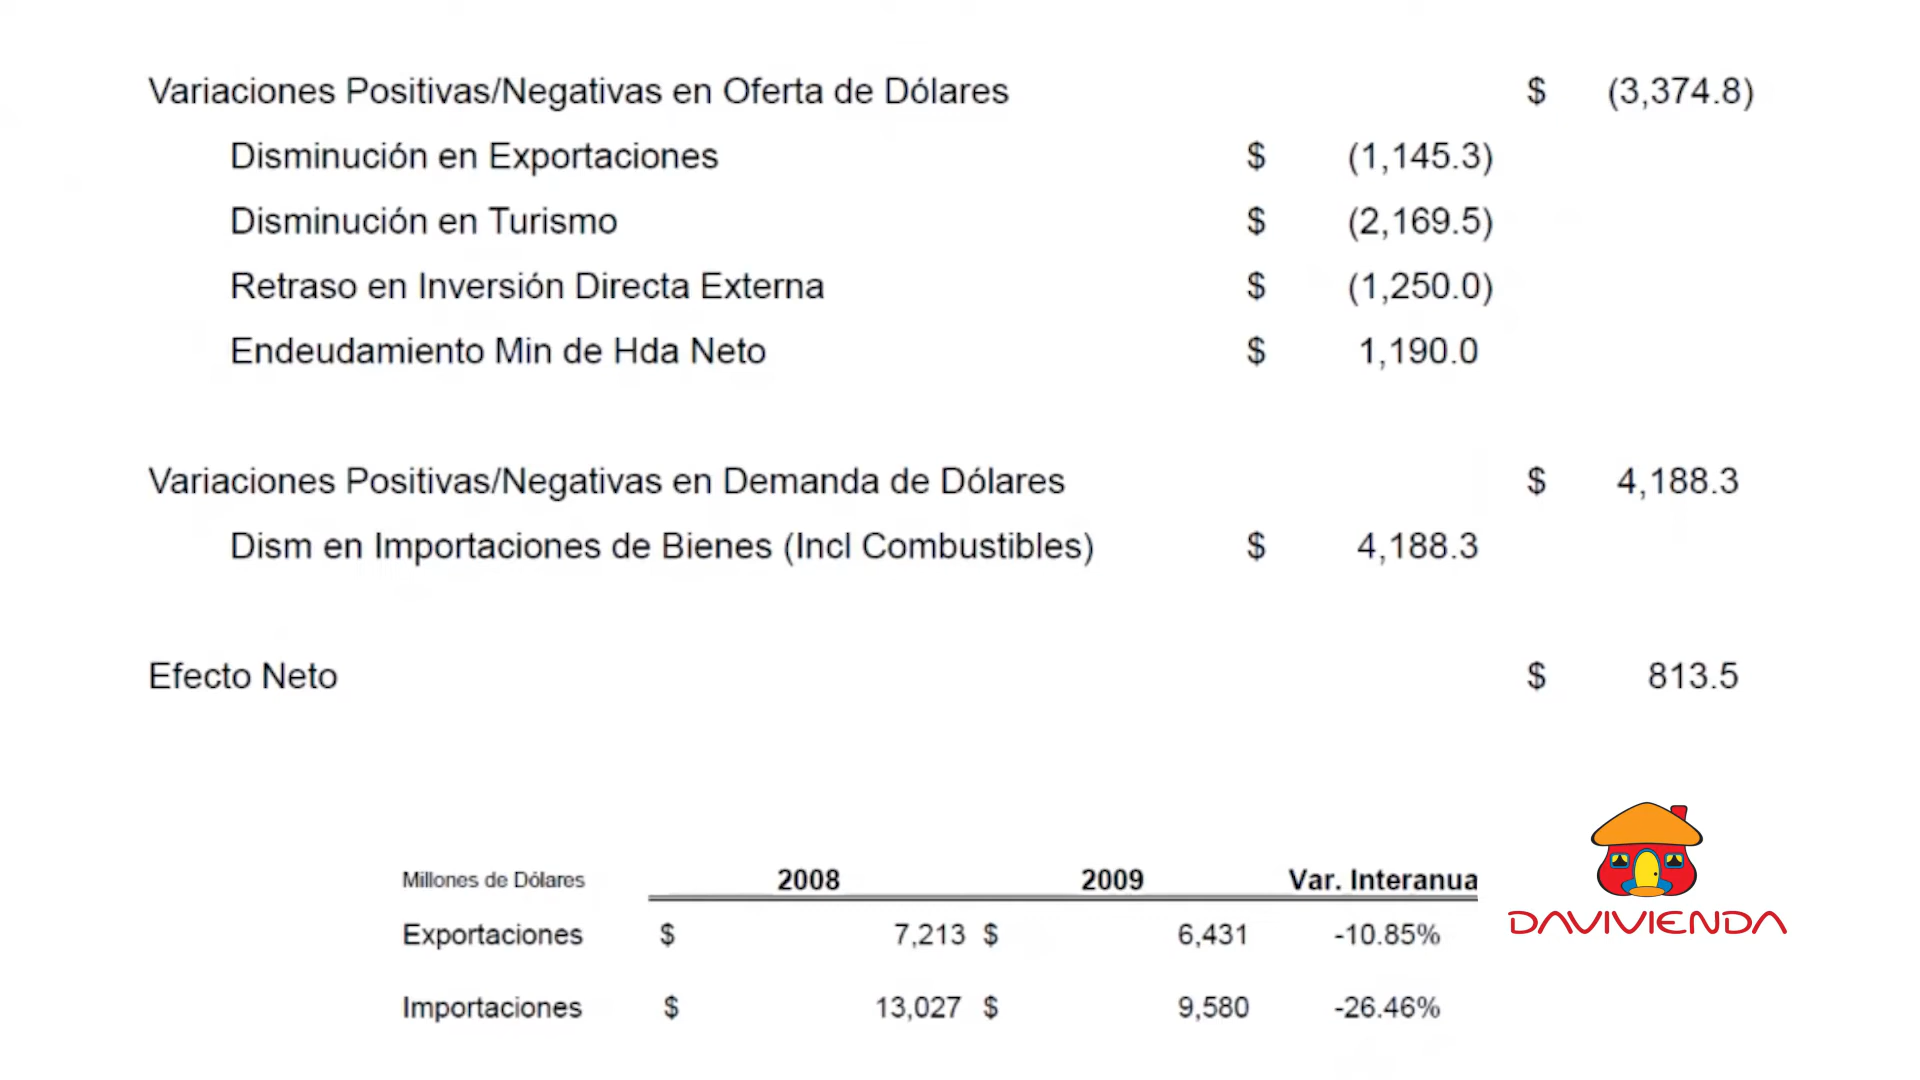 Variaciones Positivas/Negativas en Oferta de Dólares $ (3,374.8)
Disminución en Exportaciones $ (1,145.3)
Disminución en Turismo $ (2,169.5)
Retraso en Inversión Directa Externa $ (1,250.0)
Endeudamiento Min de Hda Neto $ 1,190.0
Variaciones Positivas/Negativas en Demanda de Dólares $ 4,188.3
Dism en Importaciones de Bienes (Incl Combustibles) $ 4,188.3
Efecto Neto $ 813.5
Millones de Dólares 2008 2009 Var. Interanua
Exportaciones $ 7,213 $ 6,431 -10.85%
Importaciones $ 13,027 $ 9,580 -26.46%
DAVIVIENDA